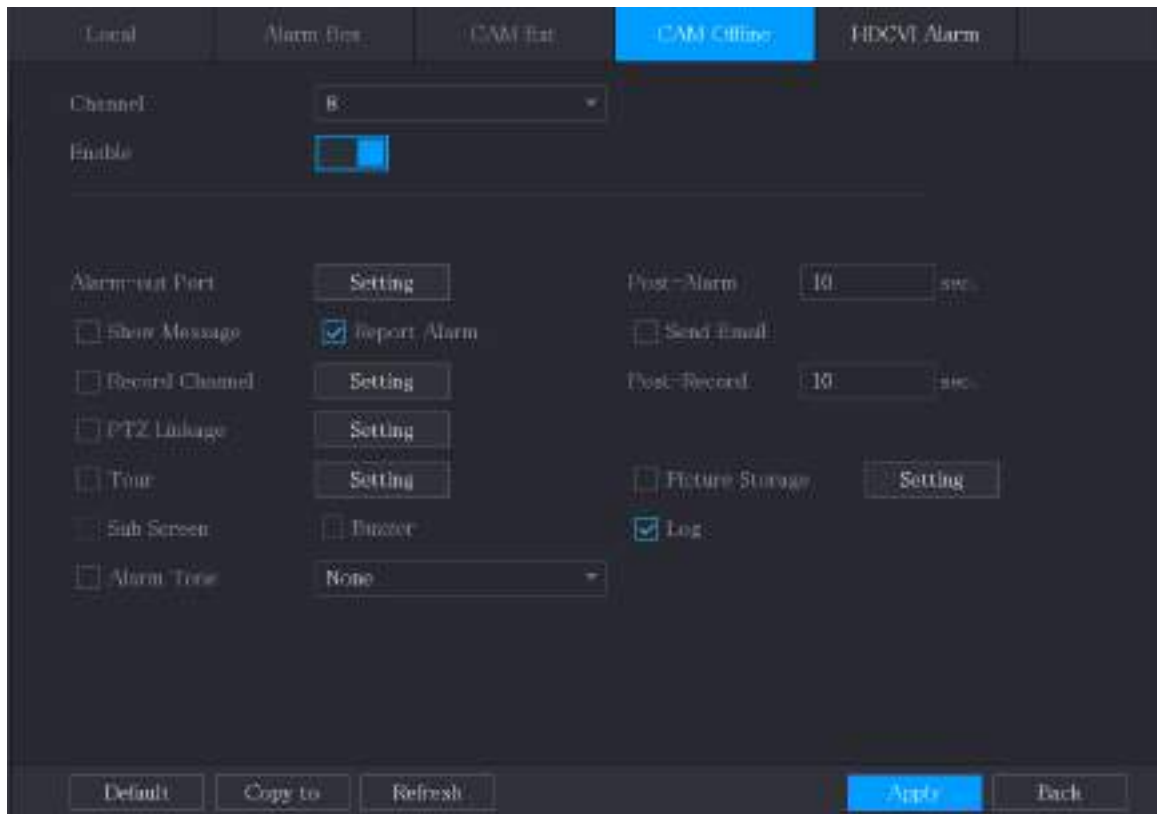 Local Alarm Box CAM Ext CAM Offline HDCVI Alarm
Channel 8
Enable
Alarm-out Port Setting Post-Alarm 10 sec.
Show Message Report Alarm Send Email
Record Channel Setting Post-Record 10 sec.
PTZ Linkage Setting
Tour Setting Picture Storage Setting
Sub Screen Buzzer Log
Alarm Tone None
Default Copy to Refresh Apply Back